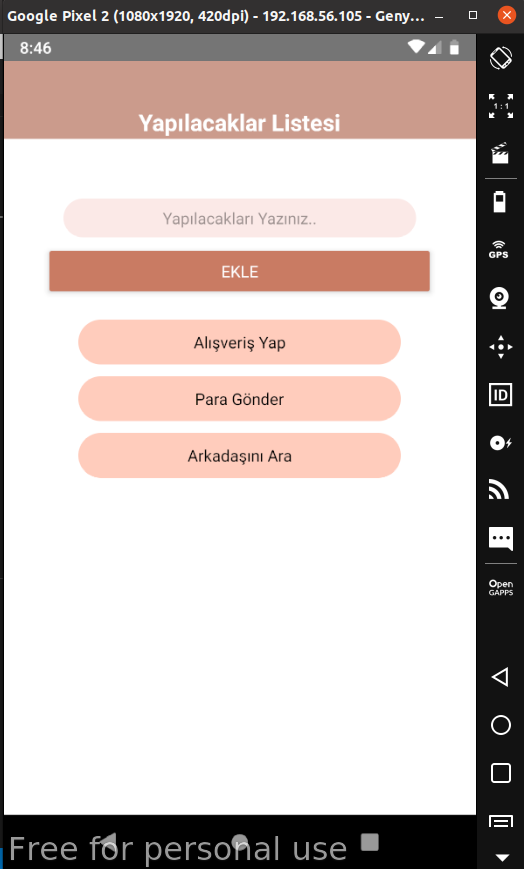 Google Pixel 2 (1080x1920, 420dpi) - 192.168.56.105 - Geny...
8:46
Yapılacaklar Listesi
1:1
Yapılacakları Yazınız..
GPS
EKLE
Alışveriş Yap
Para Gönder
ID
Arkadaşını Ara
Open
GAPPS
Free for personal use